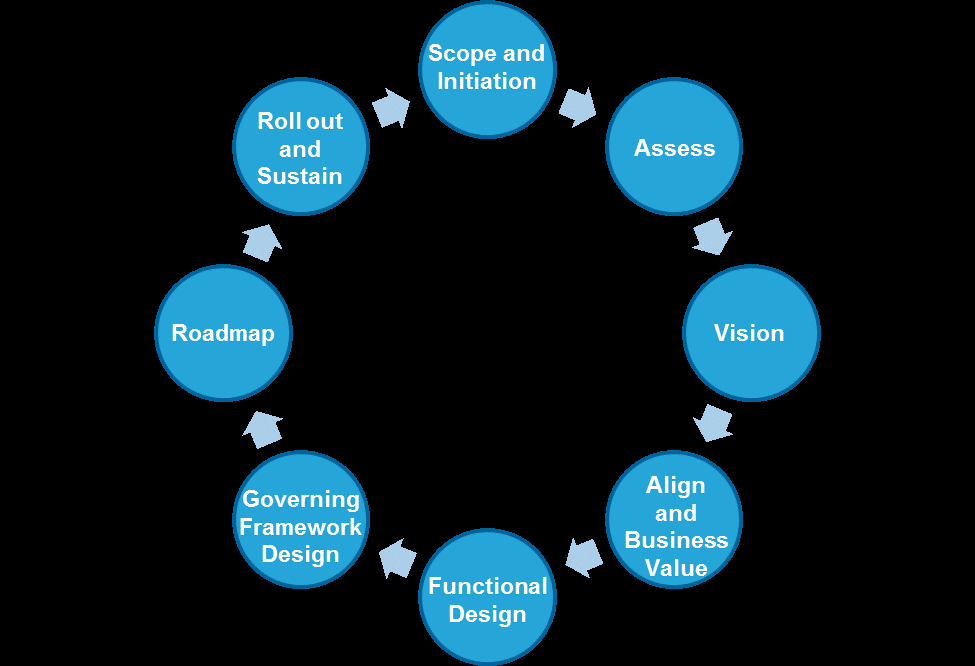 Scope and
Initiation
Assess
Vision
Align
and
Business
Value
Functional
Design
Governing
Framework
Design
Roadmap
Roll out
and
Sustain